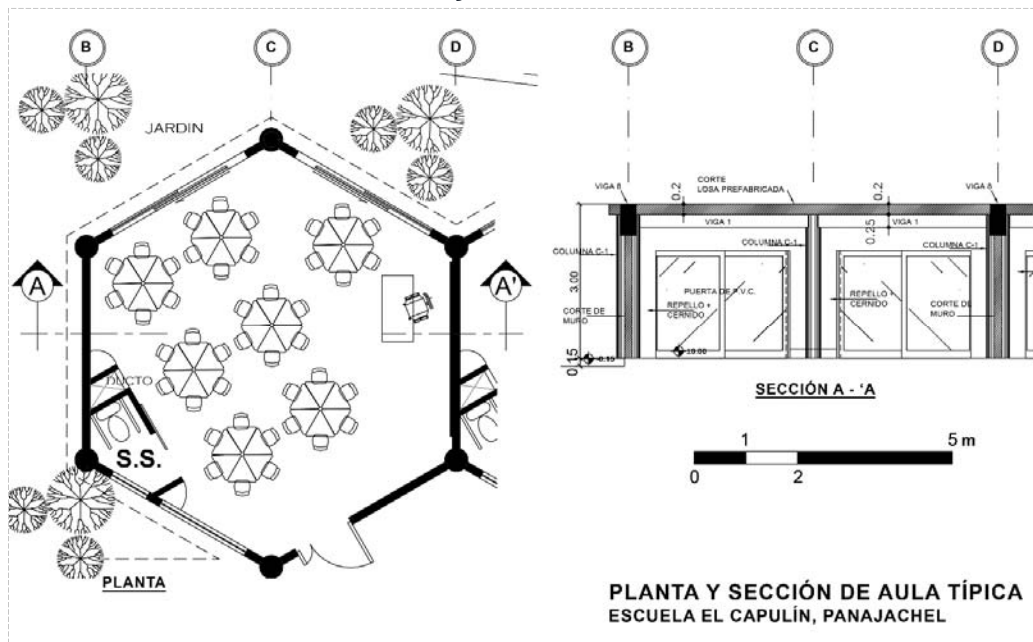 B
C
D
JARDIN
A
A'
DUCTO
S.S.
PLANTA
B
C
D
CORTE
LOSA PREFABRICADA
VIGA 8
0.2
0.2
VIGA 8
VIGA 1
0.25
VIGA 1
COLUMNA C-1
COLUMNA C-1
COLUMNA C-1
3.00
PUERTA DE P.V.C.
REPELLO +
CERNIDO
REPELLO +
CERNIDO
CORTE DE
MURO
CORTE DE
MURO
0.15
SECCIÓN A - 'A
1
5 m
0
2
PLANTA Y SECCIÓN DE AULA TÍPICA
ESCUELA EL CAPULÍN, PANAJACHEL